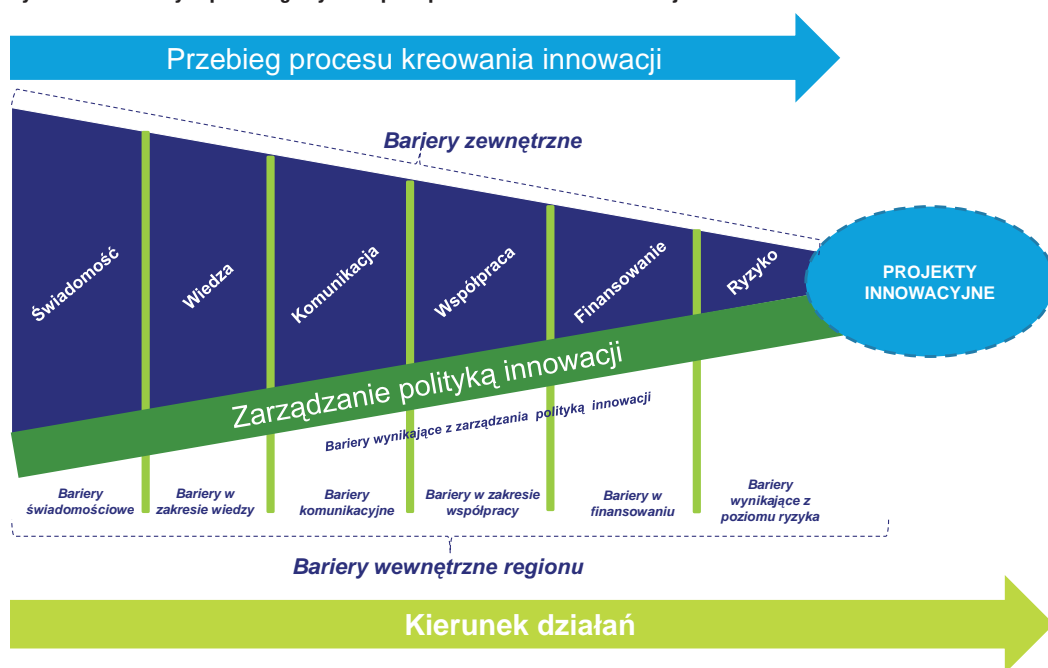 Przebieg procesu kreowania innowacji
Bariery zewnętrzne
Świadomość
Wiedza
Komunikacja
Współpraca
Finansowanie
Ryzyko
PROJEKTY
INNOWACYJNE
Zarządzanie polityką innowacji
Bariery wynikające z zarządzania polityką innowacji
Bariery
świadomościowe
Bariery w
zakresie wiedzy
Bariery
komunikacyjne
Bariery w zakresie
współpracy
Bariery w
finansowaniu
Bariery
wynikające z
poziomu ryzyka
Bariery wewnętrzne regionu
Kierunek działań